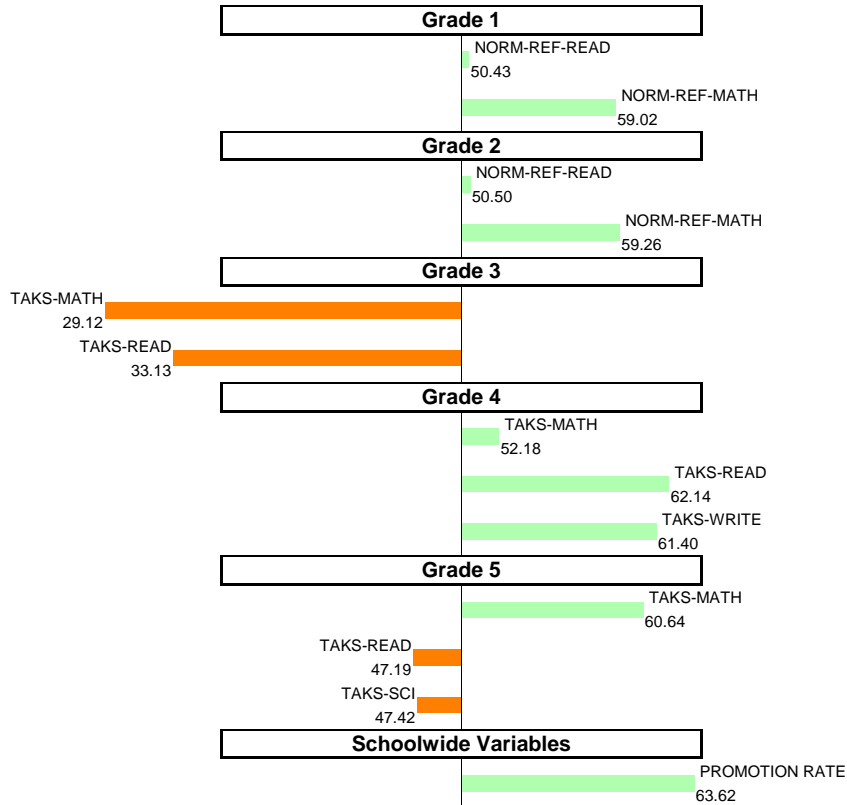 Grade 1
NORM-REF-READ
50.43
NORM-REF-MATH
59.02
Grade 2
NORM-REF-READ
50.50
NORM-REF-MATH
59.26
Grade 3
TAKS-MATH
29.12
TAKS-READ
33.13
Grade 4
TAKS-MATH
52.18
TAKS-READ
62.14
TAKS-WRITE
61.40
Grade 5
TAKS-MATH
60.64
TAKS-READ
47.19
TAKS-SCI
47.42
Schoolwide Variables
PROMOTION RATE
63.62